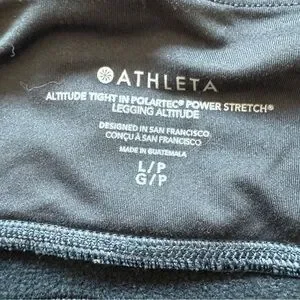 ATHLETA
ALTITUDE TIGHT IN POLARTEC® POWER STRETCH®
LEGGING ALTITUDE
DESIGNED IN SAN FRANCISCO
CONÇU À SAN FRANCISCO
MADE IN GUATEMALA
L/P
G/P